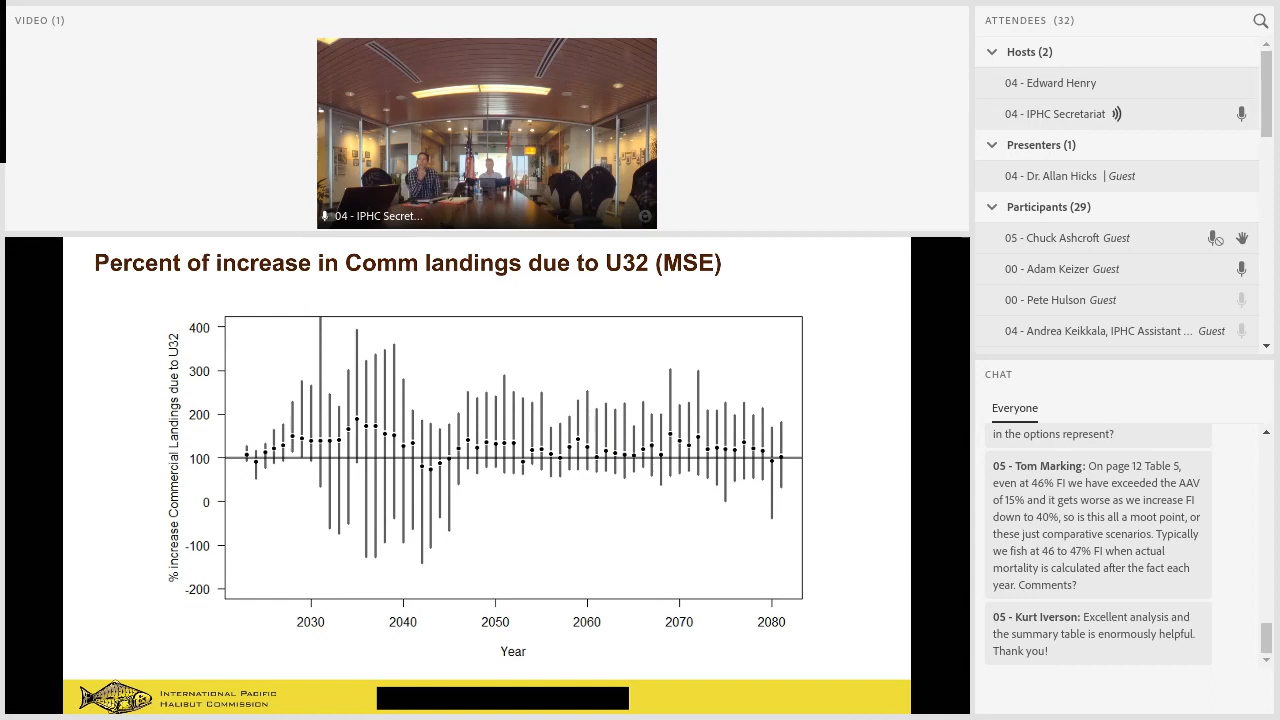 VIDEO (1)
04 - IPHC Secret...
Percent of increase in Comm landings due to U32 (MSE)
% increase Commercial Landings due to U32
400
300
200
100
0
-100
-200
2030
2040
2050
2060
2070
2080
Year
INTERNATIONAL PACIFIC
HALIBUT COMMISSION
ATTENDEES (32)
Hosts (2)
04 - Edward Henry
04 - IPHC Secretariat
Presenters (1)
04 - Dr. Allan Hicks | Guest
Participants (29)
05 - Chuck Ashcroft Guest
00 - Adam Keizer Guest
00 - Pete Hulson Guest
04 - Andrea Keikkala, IPHC Assistant ... Guest
CHAT
Everyone
in the options represent?
05 - Tom Marking: On page 12 Table 5,
even at 46% FI we have exceeded the AAV
of 15% and it gets worse as we increase FI
down to 40%, so is this all a moot point, or
these just comparative scenarios. Typically
we fish at 46 to 47% FI when actual
mortality is calculated after the fact each
year. Comments?
05 - Kurt Iverson: Excellent analysis and
the summary table is enormously helpful.
Thank you!